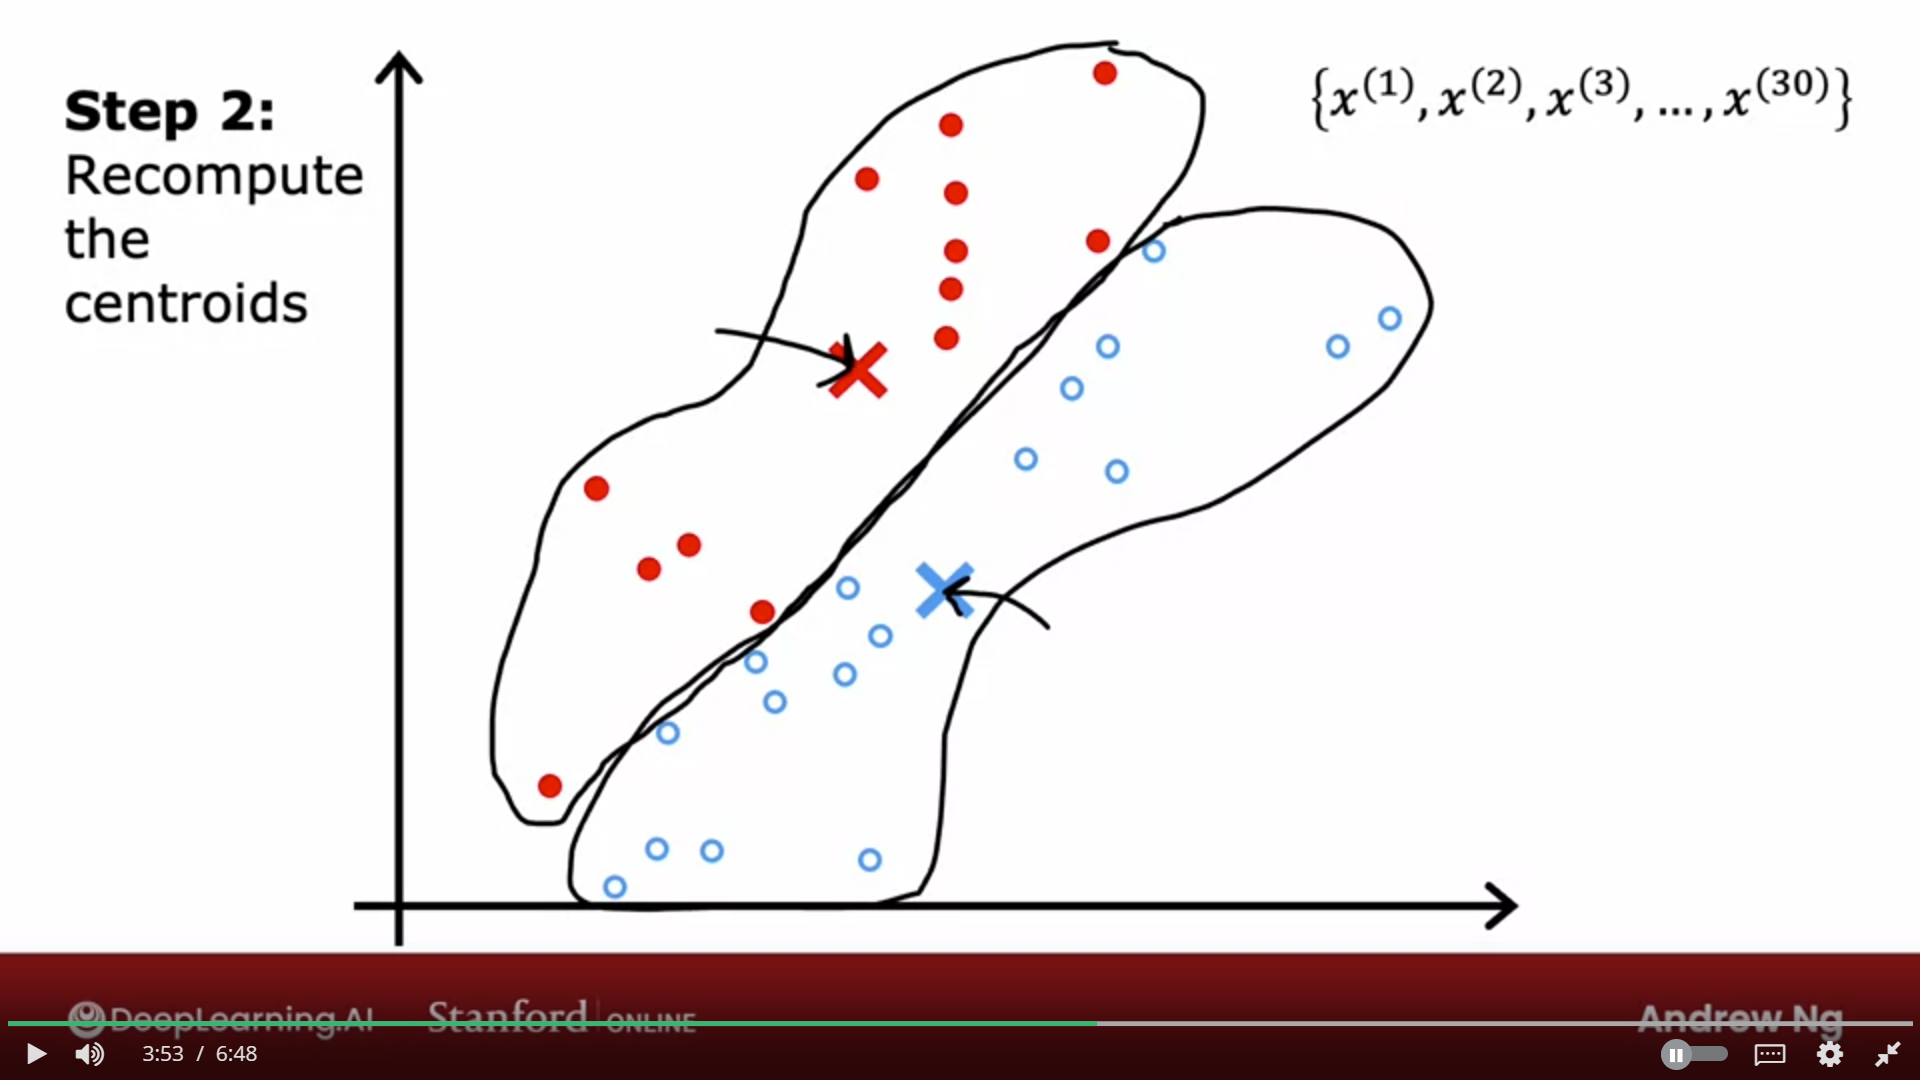 Step 2:
Recompute
the
centroids
{x^(1), x^(2), x^(3), ..., x^(30)}
DeepLearning.AI
Stanford ONLINE
Andrew Ng
3:53 / 6:48